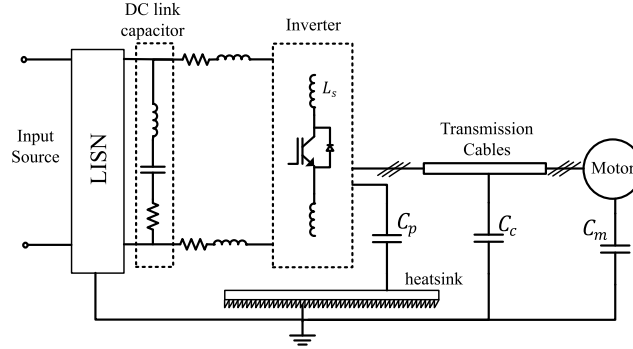 DC link
capacitor
Inverter
Input
Source
LISN
L_s
Transmission
Cables
Motor
C_p
C_c
C_m
heatsink